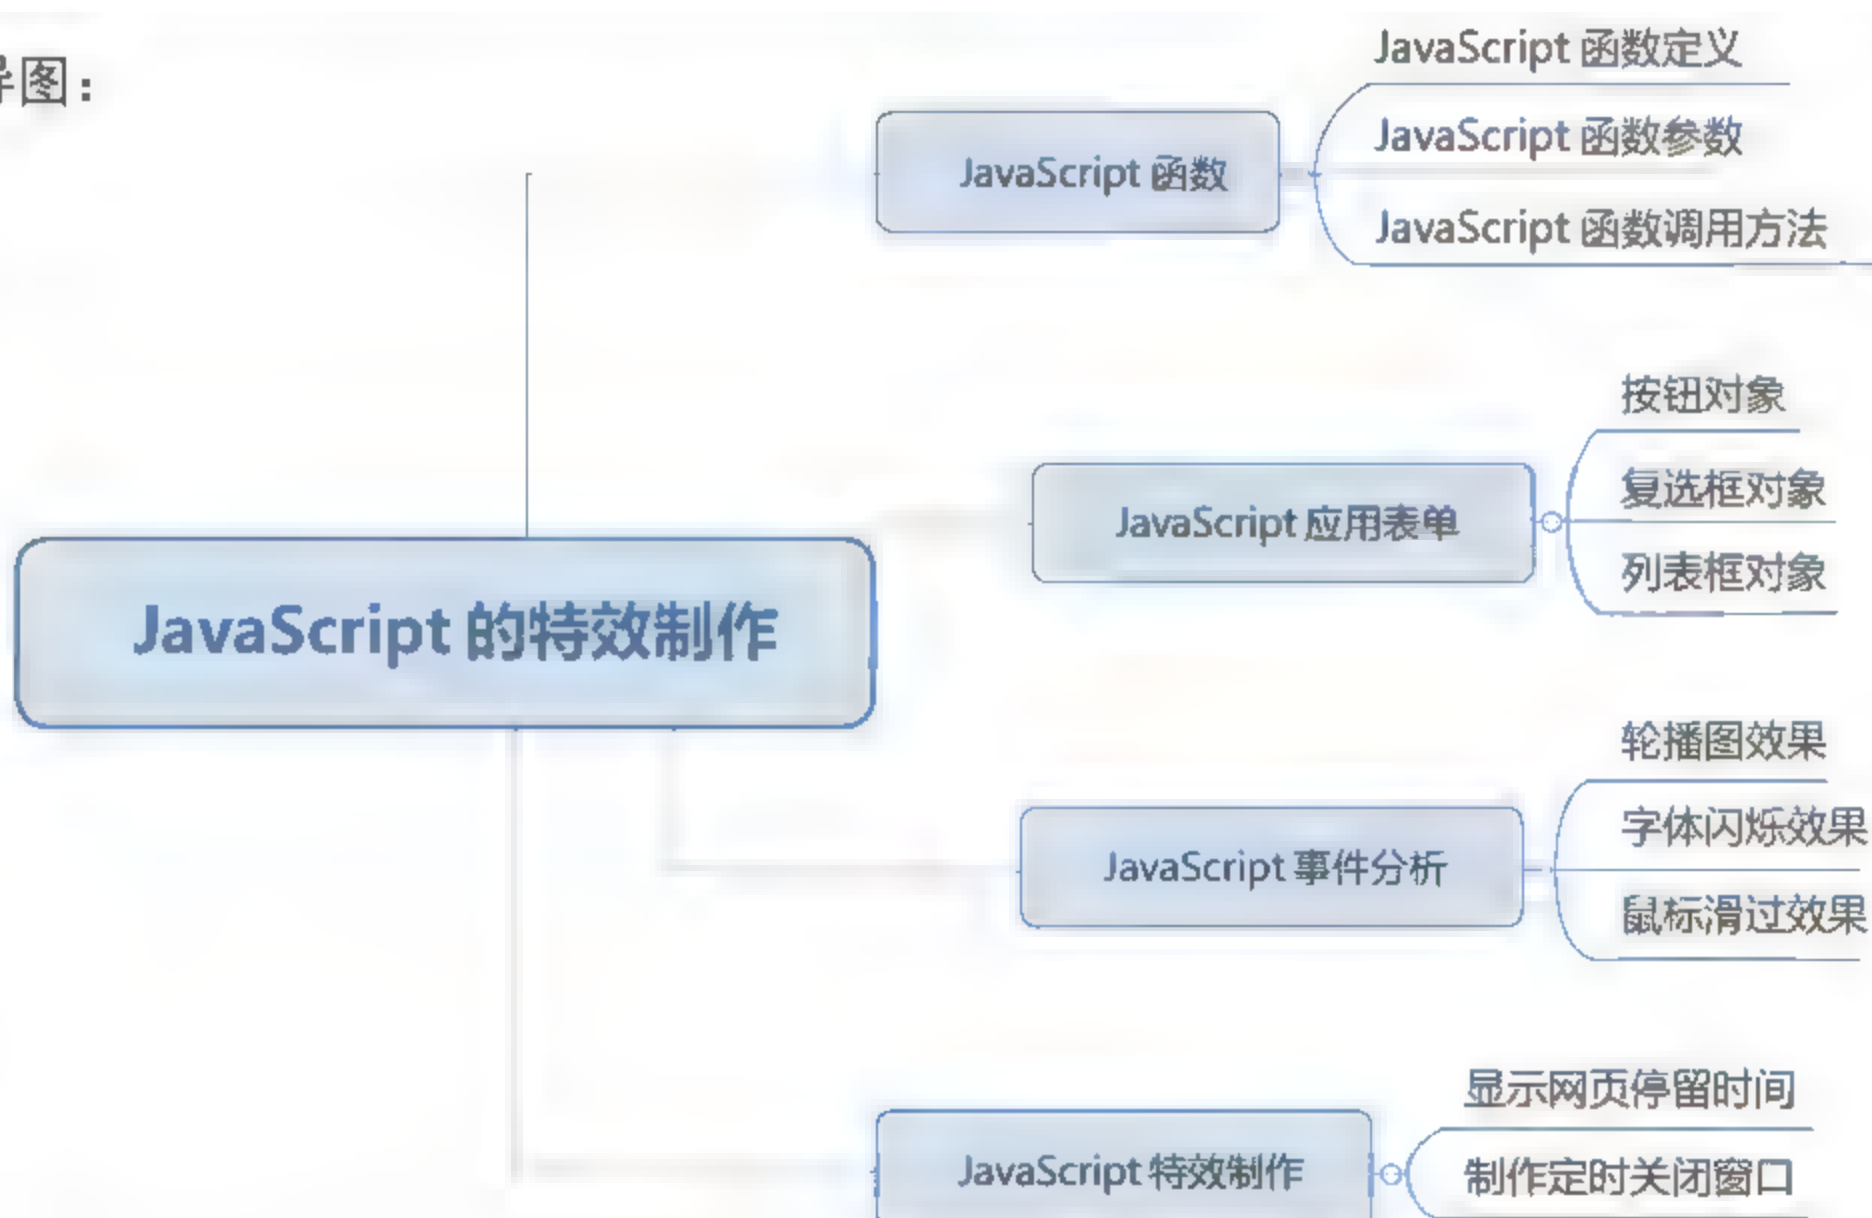 导图：
JavaScript 函数定义
JavaScript 函数参数
JavaScript 函数
JavaScript 函数调用方法
按钮对象
复选框对象
JavaScript 应用表单
列表框对象
JavaScript 的特效制作
轮播图效果
字体闪烁效果
JavaScript 事件分析
鼠标滑过效果
显示网页停留时间
JavaScript 特效制作
制作定时关闭窗口